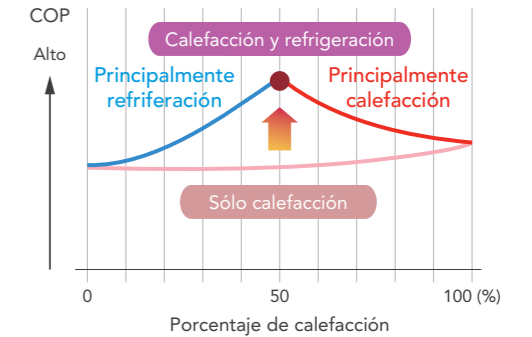 COP
Alto
Calefacción y refrigeración
Principalmente
refriferación
Principalmente
calefacción
Sólo calefacción
0
50
100 (%)
Porcentaje de calefacción